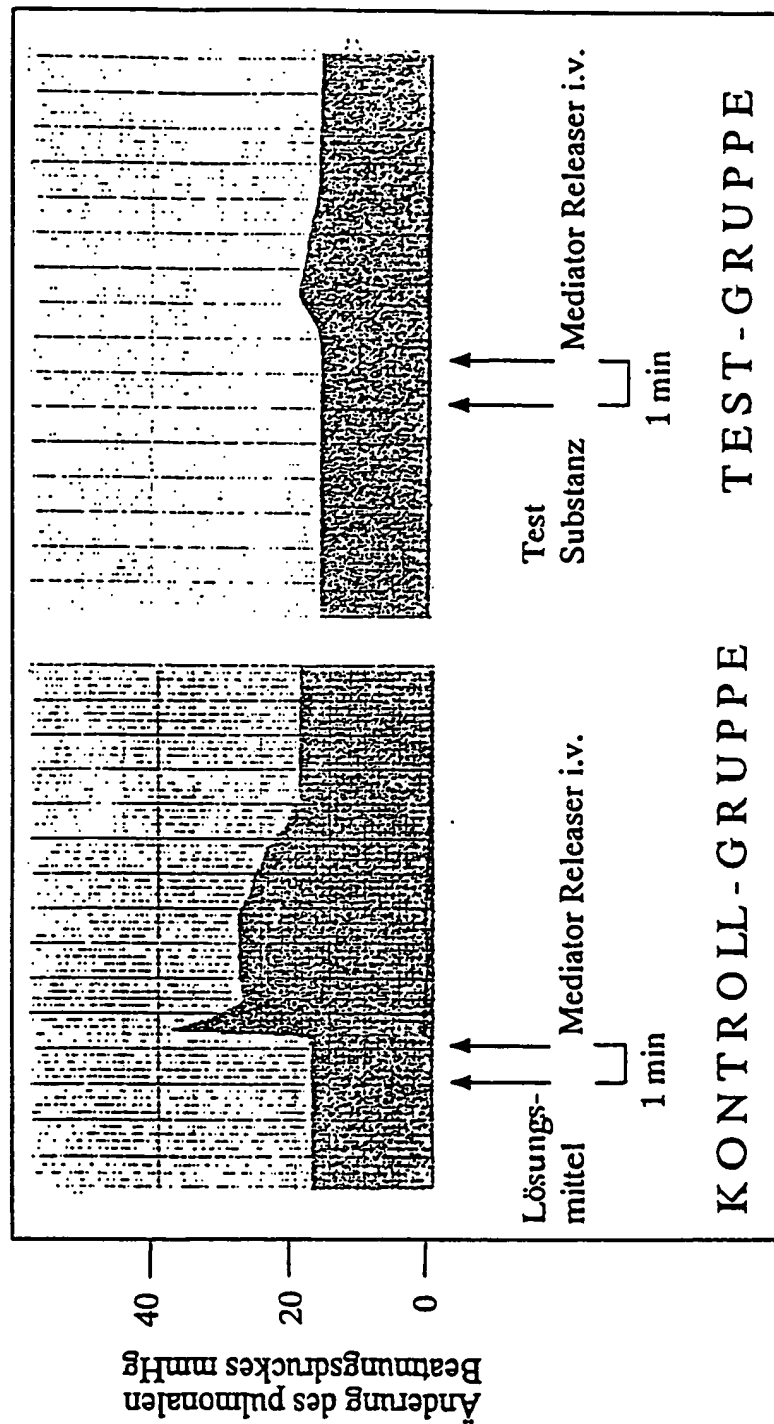 Änderung des pulmonalen
Beatmungsdruckes mmHg
40
20
0
Lösungs-
mittel
Mediator Releaser i.v.
1 min
KONTROLL-GRUPPE
Test
Substanz
Mediator Releaser i.v.
1 min
TEST-GRUPPE